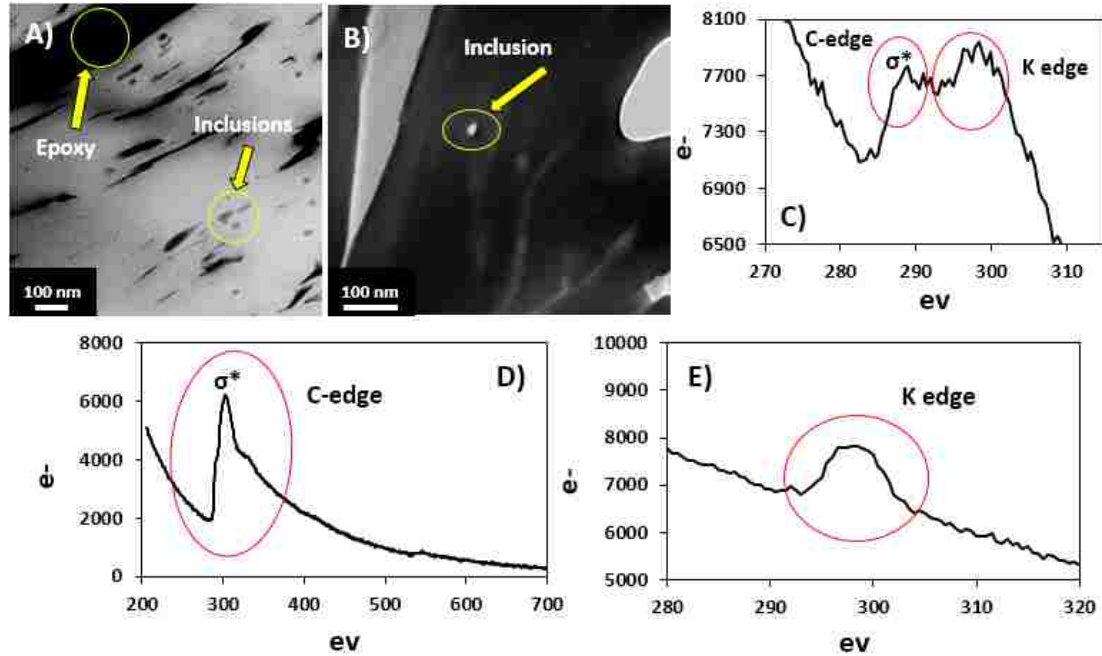 A)
Epoxy
Inclusions
100 nm
B)
Inclusion
100 nm
8100
7700
7300
6900
6500
e-
C-edge
σ*
K edge
C)
270 280 290 300 310
ev
8000
6000
4000
2000
0
e-
σ*
C-edge
D)
200 300 400 500 600 700
ev
10000
9000
8000
7000
6000
5000
e-
E)
K edge
280 290 300 310 320
ev